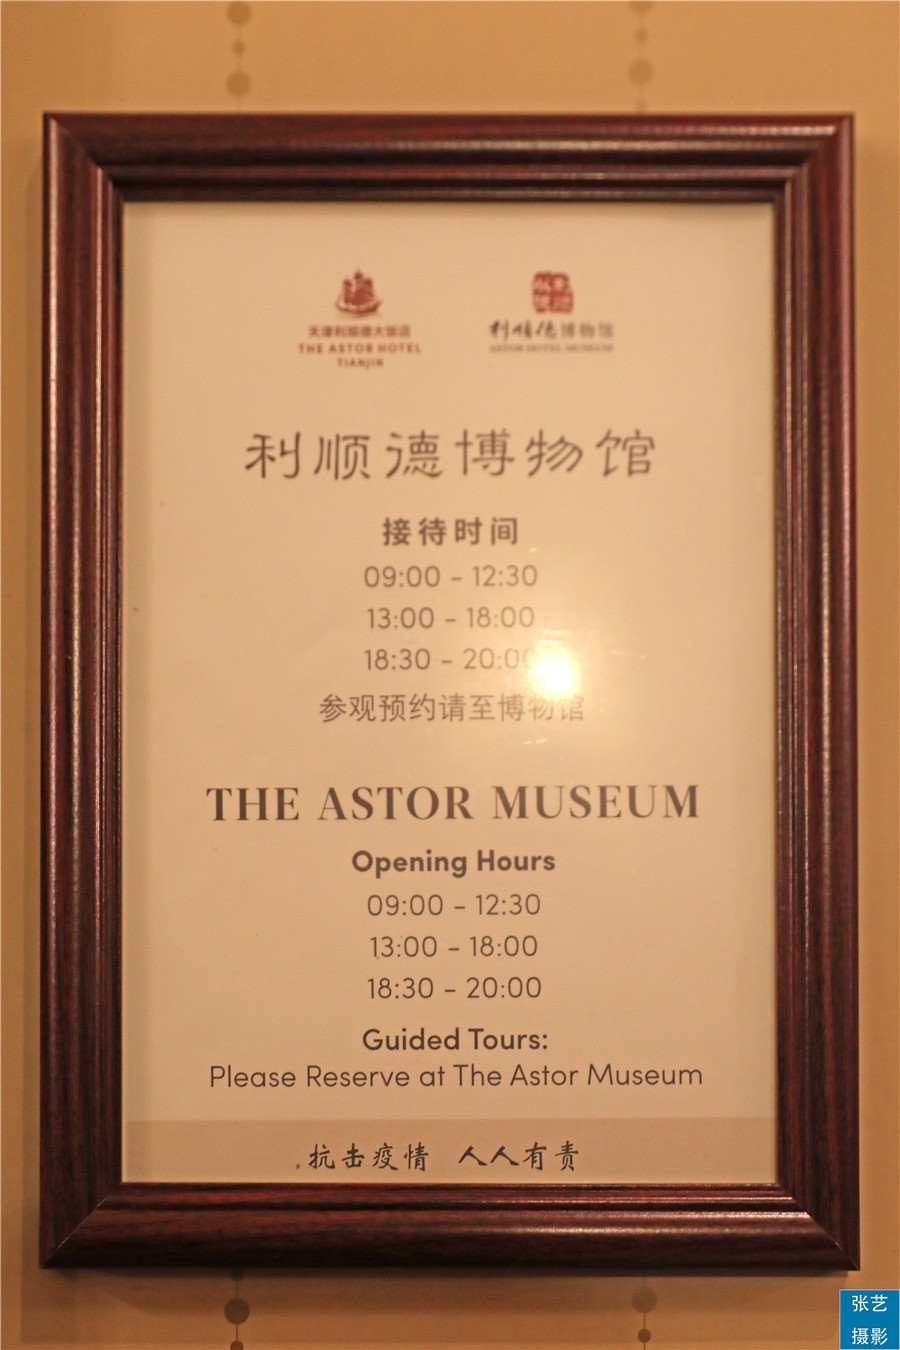 天津利顺德大饭店
THE ASTOR HOTEL
TIANJIN
利顺德博物馆
ASTOR HOTEL MUSEUM
利顺德博物馆
接待时间
09:00 - 12:30
13:00 - 18:00
18:30 - 20:00
参观预约请至博物馆
THE ASTOR MUSEUM
Opening Hours
09:00 - 12:30
13:00 - 18:00
18:30 - 20:00
Guided Tours:
Please Reserve at The Astor Museum
抗击疫情 人人有责
张艺
摄影